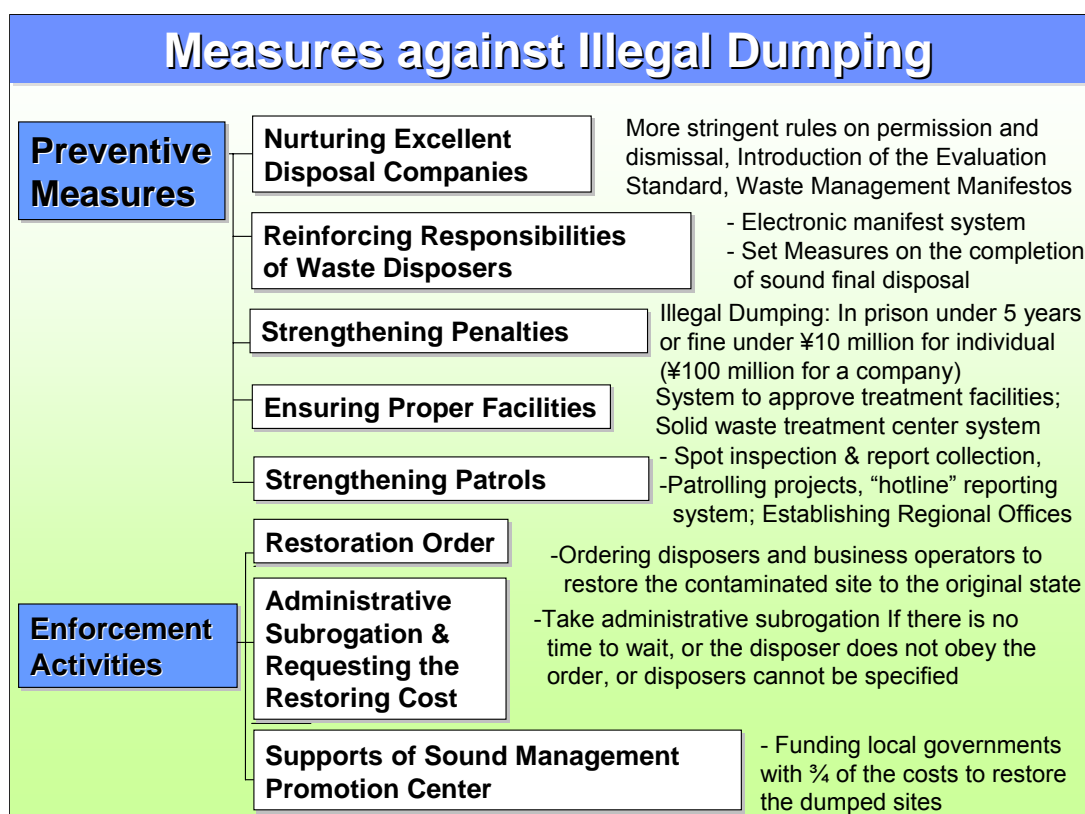 Measures against Illegal Dumping
Preventive
Measures
Nurturing Excellent
Disposal Companies
More stringent rules on permission and
dismissal, Introduction of the Evaluation
Standard, Waste Management Manifestos
Reinforcing Responsibilities
of Waste Disposers
- Electronic manifest system
- Set Measures on the completion
of sound final disposal
Strengthening Penalties
Illegal Dumping: In prison under 5 years
or fine under ¥10 million for individual
(¥100 million for a company)
Ensuring Proper Facilities
System to approve treatment facilities;
Solid waste treatment center system
Strengthening Patrols
- Spot inspection & report collection,
-Patrolling projects, “hotline” reporting
system; Establishing Regional Offices
Enforcement
Activities
Restoration Order
-Ordering disposers and business operators to
restore the contaminated site to the original state
Administrative
Subrogation &
Requesting the
Restoring Cost
-Take administrative subrogation If there is no
time to wait, or the disposer does not obey the
order, or disposers cannot be specified
Supports of Sound Management
Promotion Center
- Funding local governments
with ¾ of the costs to restore
the dumped sites